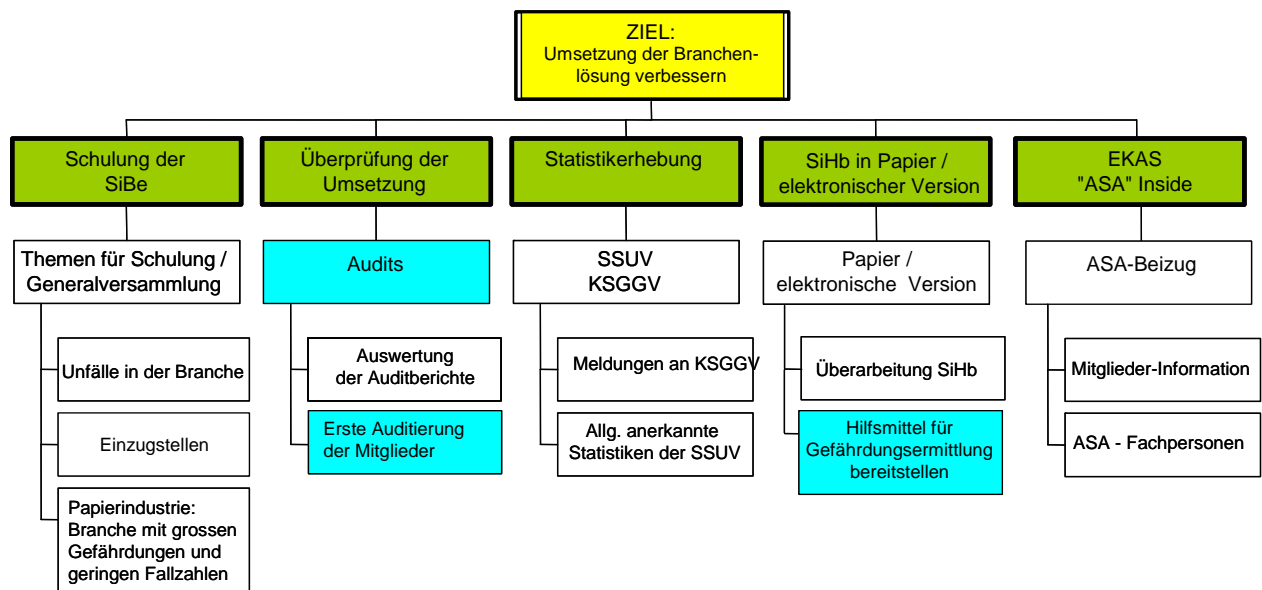 ZIEL:
Umsetzung der Branchen-
lösung verbessern
Schulung der
SiBe
Überprüfung der
Umsetzung
Statistikerhebung
SiHb in Papier /
elektronischer Version
EKAS
"ASA" Inside
Themen für Schulung /
Generalversammlung
Audits
SSUV
KSGGV
Papier /
elektronische Version
ASA-Beizug
Unfälle in der Branche
Einzugstellen
Papierindustrie:
Branche mit grossen
Gefährdungen und
geringen Fallzahlen
Auswertung
der Auditberichte
Erste Auditierung
der Mitglieder
Meldungen an KSGGV
Allg. anerkannte
Statistiken der SSUV
Überarbeitung SiHb
Hilfsmittel für
Gefährdungsermittlung
bereitstellen
Mitglieder-Information
ASA - Fachpersonen